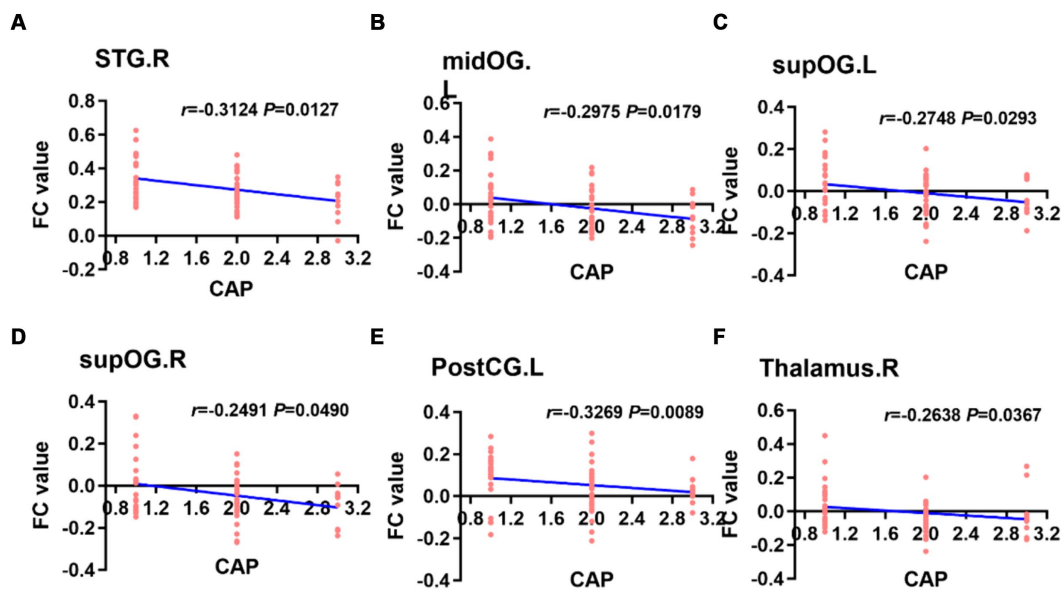 A
STG.R
r=-0.3124 P=0.0127
0.8
0.6
0.4
0.2
0.0
-0.2
FC value
0.8 1.2 1.6 2.0 2.4 2.8 3.2
CAP
B
midOG.
L
r=-0.2975 P=0.0179
0.6
0.4
0.2
0.0
-0.2
-0.4
FC value
0.8 1.2 1.6 2.0 2.4 2.8 3.2
CAP
C
supOG.L
r=-0.2748 P=0.0293
0.4
0.2
0.0
-0.2
-0.4
FC value
0.8 1.2 1.6 2.0 2.4 2.8 3.2
CAP
D
supOG.R
r=-0.2491 P=0.0490
0.4
0.2
0.0
-0.2
-0.4
FC value
0.8 1.2 1.6 2.0 2.4 2.8 3.2
CAP
E
PostCG.L
r=-0.3269 P=0.0089
0.4
0.2
0.0
-0.2
-0.4
FC value
0.8 1.2 1.6 2.0 2.4 2.8 3.2
CAP
F
Thalamus.R
r=-0.2638 P=0.0367
0.6
0.4
0.2
0.0
-0.2
-0.4
FC value
0.8 1.2 1.6 2.0 2.4 2.8 3.2
CAP